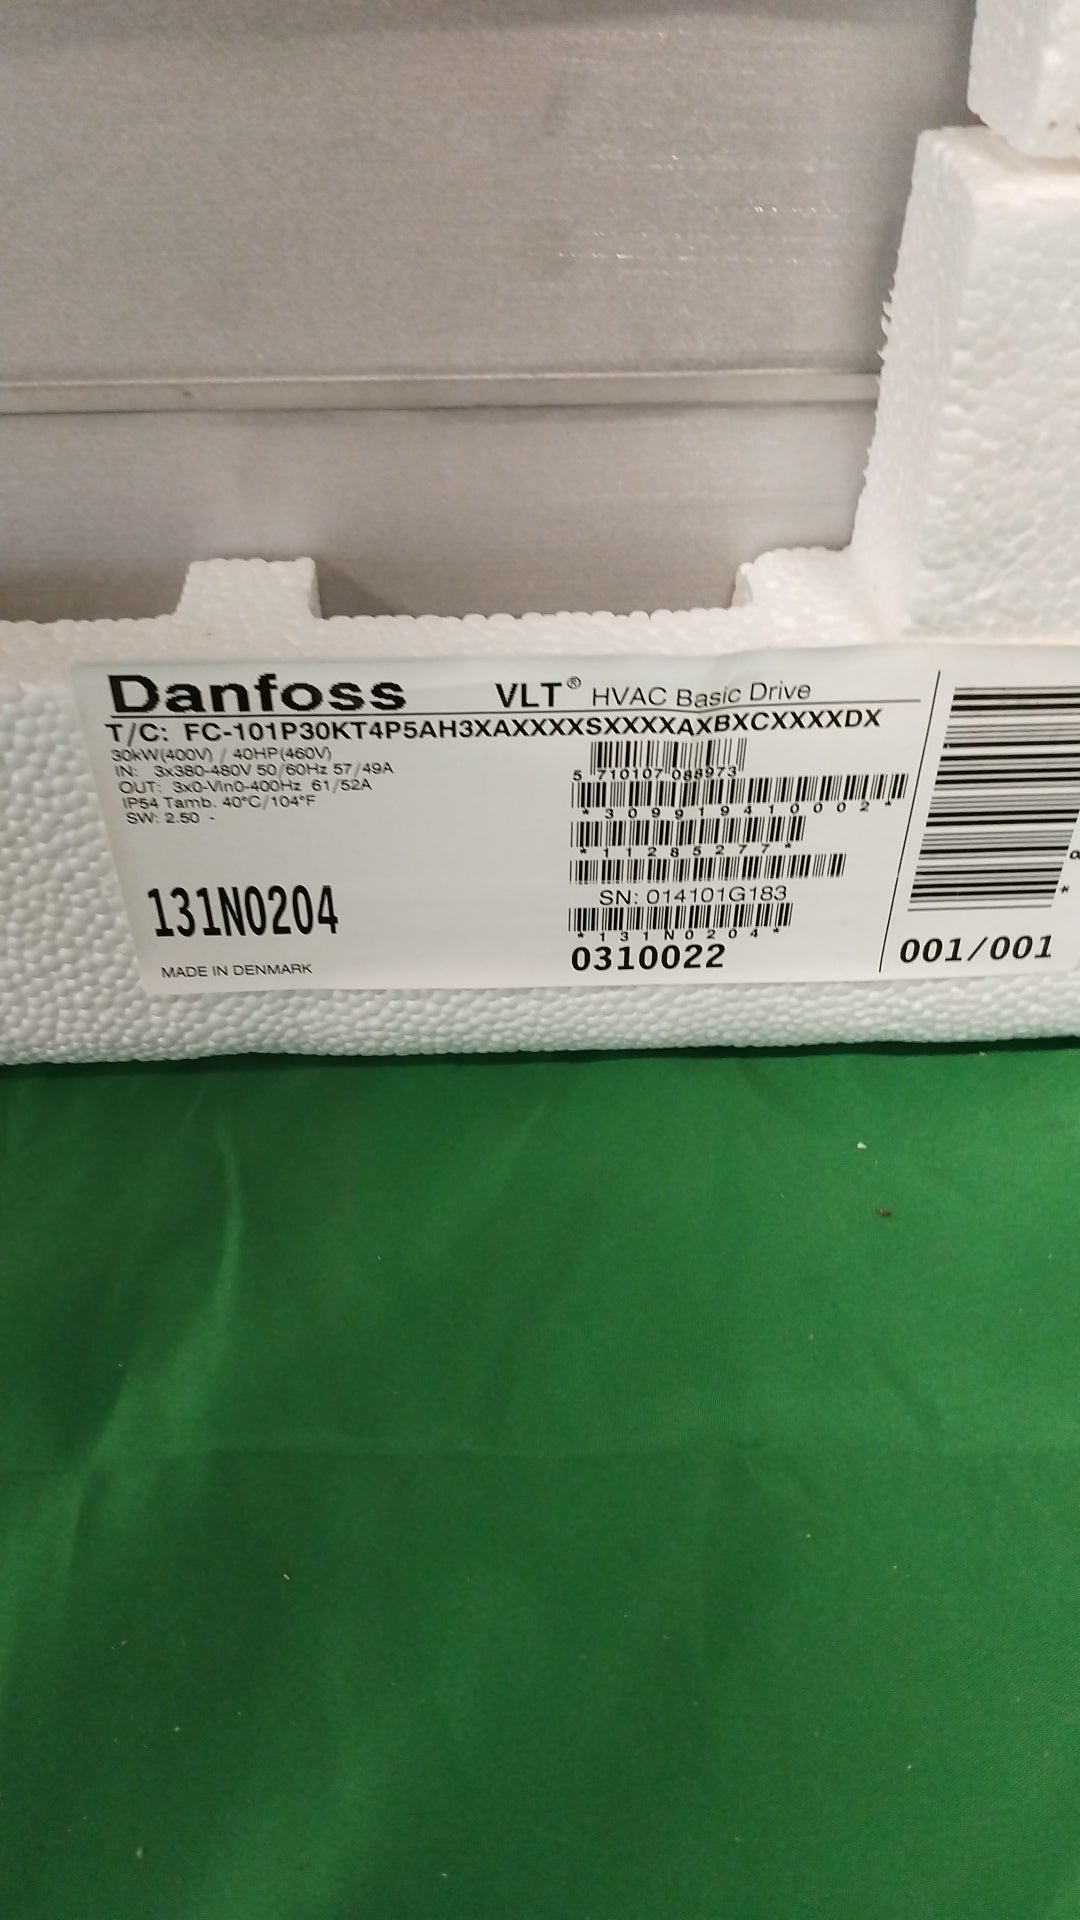 Danfoss VLT® HVAC Basic Drive
T/C: FC-101P30KT4P5AH3XAXXXXSXXXXAXBXCXXXXDX
30kW(400V) / 40HP(460V)
IN: 3x380-480V 50/60Hz 57/49A
OUT: 3x0-Vin0-400Hz 61/52A
IP54 Tamb. 40°C/104°F
SW: 2.50 -
131N0204
MADE IN DENMARK
5 710107 088973
*309919410002*
*11285277*
SN: 014101G183
*131N0204*
0310022
001/001